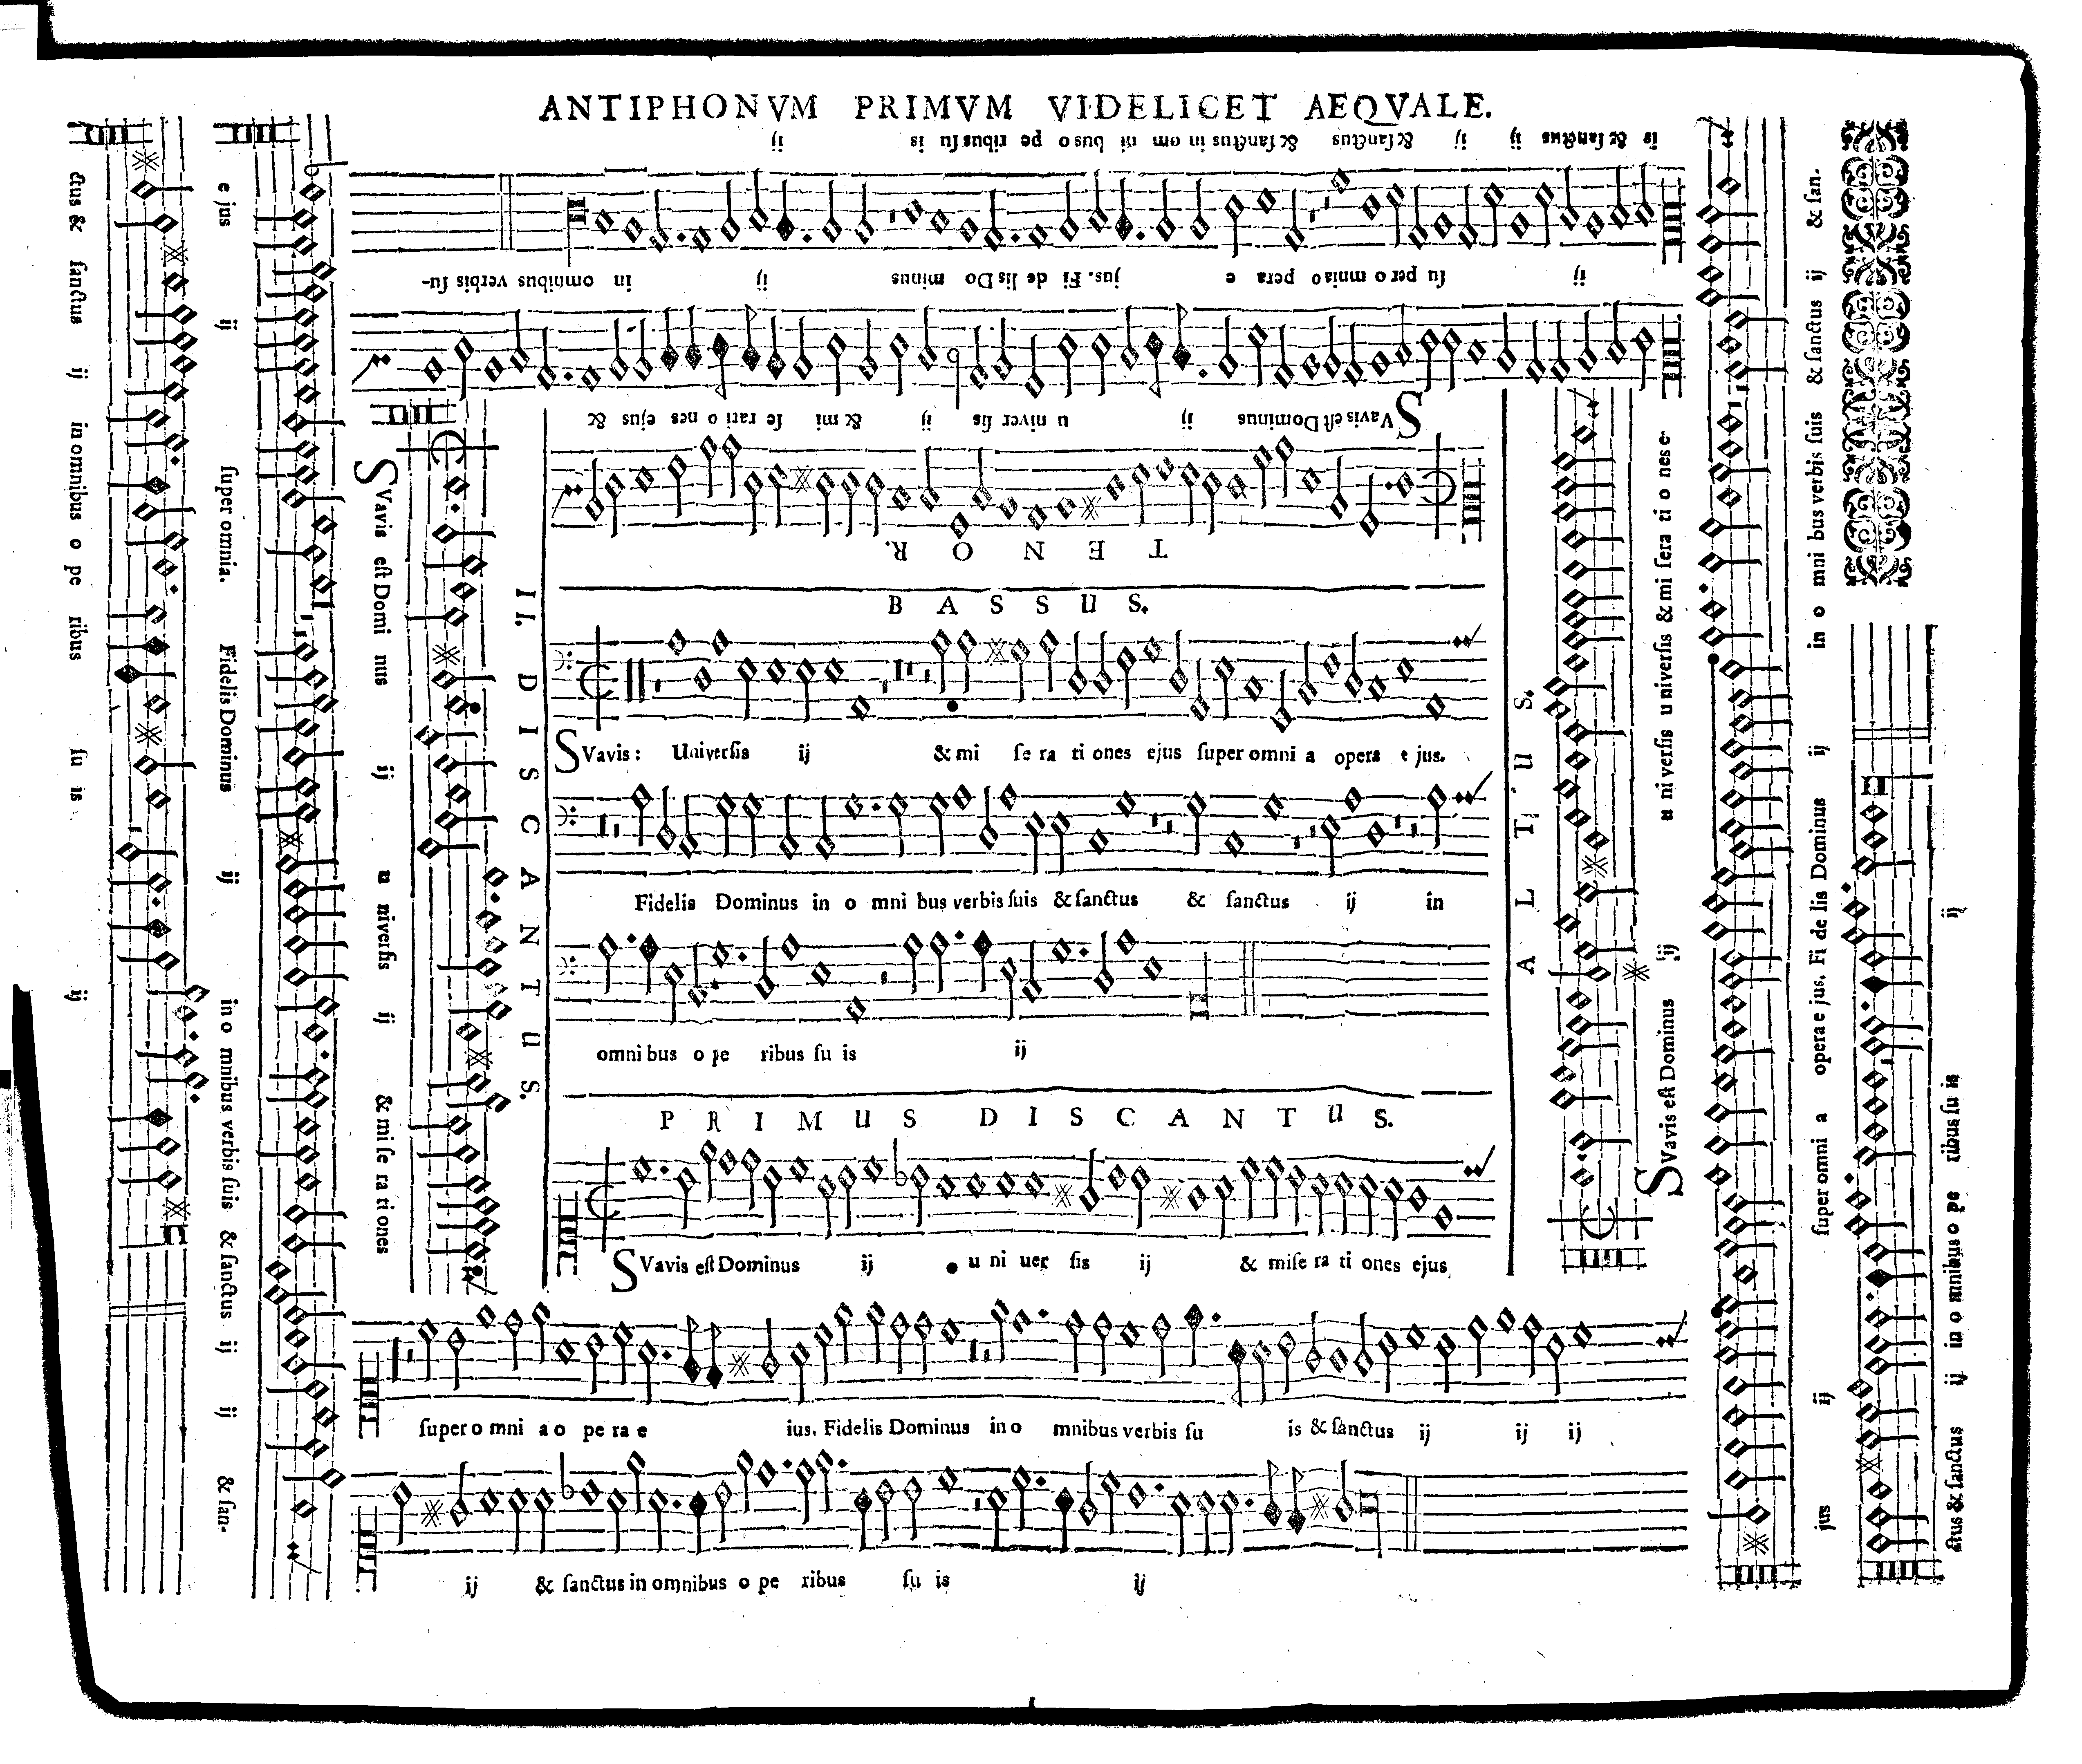 ANTIPHONVM PRIMVM VIDELICET AEQVALE.
BASSUS.
SVavis: Universis ij & mi se ra ti ones ejus super omni a opera e jus.
Fidelis Dominus in o mni bus verbis suis & sanctus & sanctus ij in
omni bus o pe ribus su is ij
PRIMUS DISCANTUS.
SVavis est Dominus ij u ni uer sis ij & mise ra ti ones ejus,
super o mni a o pe ra e ius. Fidelis Dominus in o mnibus verbis su is & sanctus ij ij ij
ij & sanctus in omnibus o pe ribus su is ij
TENOR.
SVavis est Dominus ij u niver sis ij & mi se rati o nes ejus &
ij su per o mnia o pera e jus. Fi de lis Do minus ij in omnibus verbis su-
is & sanctus ij ij & sanctus & sanctus in om ni bus o pe ribus su is ij
II. DISCANTUS.
SVavis est Domi nus ij u niversis ij & mi se ra ti ones
e jus ij super omnia. Fidelis Dominus ij in o mnibus verbis suis & sanctus ij ij & san-
ctus & sanctus ij in omnibus o pe ribus su is ij
ALTUS.
SVavis est Dominus ij u ni versis u niversis & mi sera ti o nes e-
jus ij super omni a opera e jus. Fi de lis Dominus ij in o mni bus verbis suis & sanctus ij & san-
ctus & sanctus ij in o mnibus o pe ribus su is ij